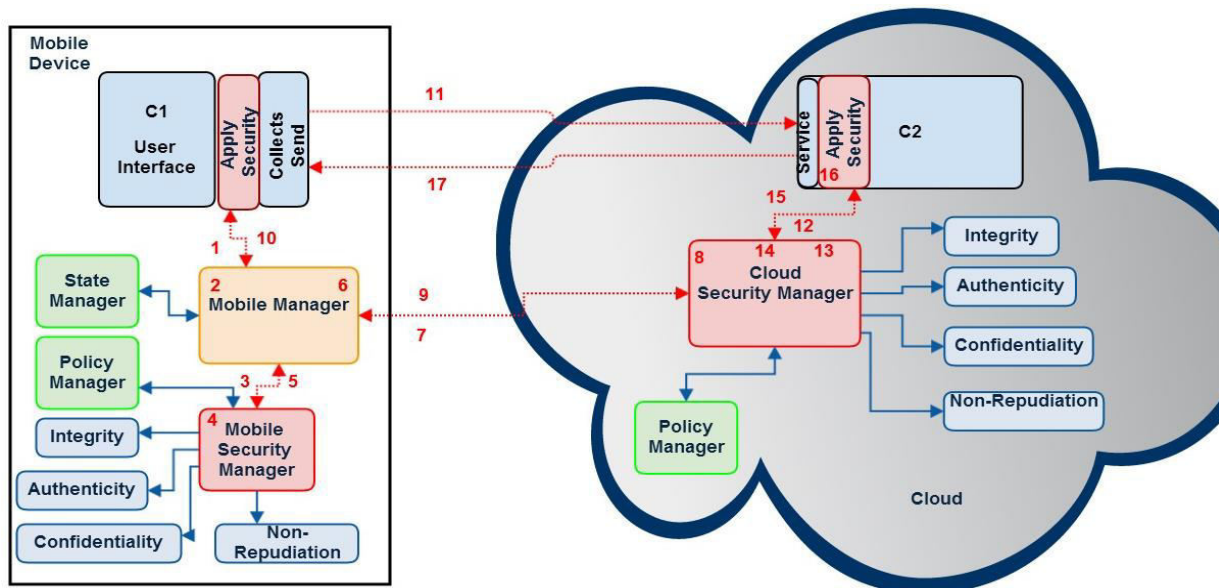 Mobile
Device
C1
User
Interface
Apply
Security
Collects
Send
11
17
1
10
State
Manager
2
6
Mobile Manager
9
7
Policy
Manager
3
5
4
Mobile
Security
Manager
Integrity
Authenticity
Confidentiality
Non-
Repudiation
Service
Apply
Security
16
C2
15
12
8
14
13
Cloud
Security Manager
Integrity
Authenticity
Confidentiality
Non-Repudiation
Policy
Manager
Cloud